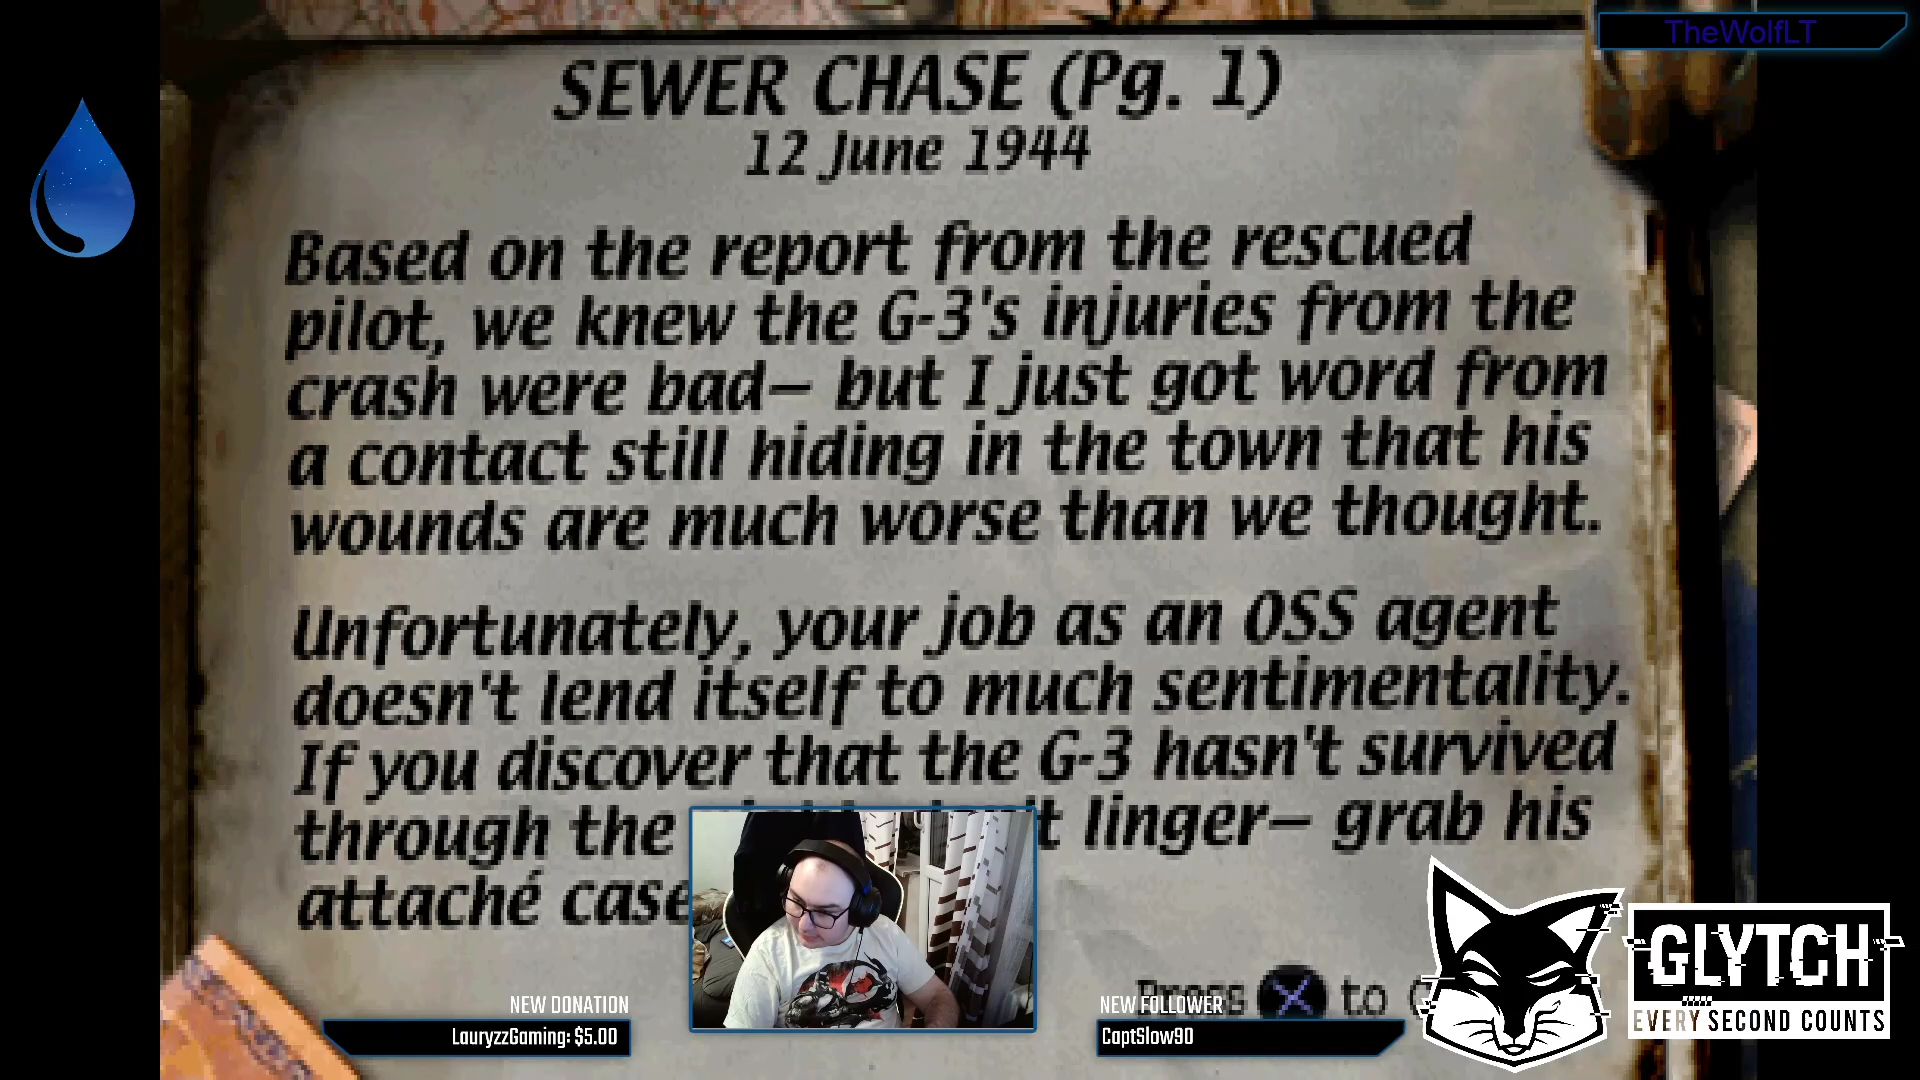 TheWolfLT
SEWER CHASE (Pg. 1)
12 June 1944
Based on the report from the rescued
pilot, we knew the G-3's injuries from the
crash were bad– but I just got word from
a contact still hiding in the town that his
wounds are much worse than we thought.
Unfortunately, your job as an OSS agent
doesn't lend itself to much sentimentality.
If you discover that the G-3 hasn't survived
through the linger– grab his
attaché case
Press X to
NEW DONATION
LauryzzGaming: $5.00
NEW FOLLOWER
CaptSlow90
GLYTCH
EVERY SECOND COUNTS